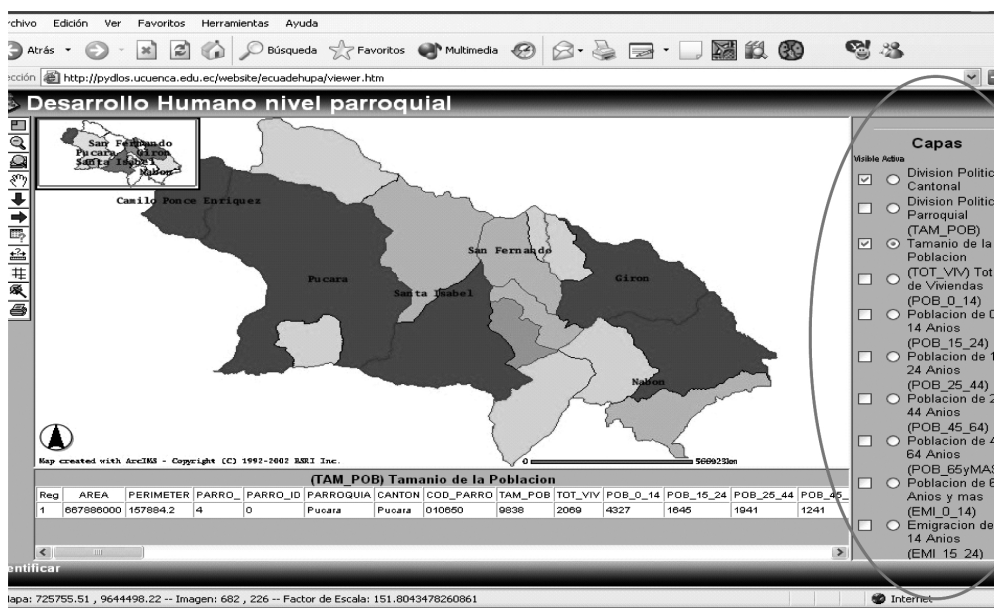 rchivo Edición Ver Favoritos Herramientas Ayuda
Atrás Búsqueda Favoritos Multimedia
ección http://pydlos.ucuenca.edu.ec/website/ecuadehupa/viewer.htm
Desarrollo Humano nivel parroquial
San Fernando
Pucara Giron
Santa Isabel
Nabon
Camilo Ponce Enriquez
San Fernando
Pucara
Giron
Santa Isabel
Nabon
Map created with ArcIMS - Copyright (C) 1992-2002 ESRI Inc.
0
Capas
Visible Activa
Division Politic
Cantonal
Division Politic
Parroquial
(TAM_POB)
Tamanio de la
Poblacion
(TOT_VIV) Tot
de Viviendas
(POB_0_14)
Poblacion de 0
14 Anios
(POB_15_24)
Poblacion de 1
24 Anios
(POB_25_44)
Poblacion de 2
44 Anios
(POB_45_64)
Poblacion de 4
64 Anios
(POB_65yMAS
Poblacion de 6
Anios y mas
(EMI_0_14)
Emigracion de
14 Anios
(EMI_15_24)
(TAM_POB) Tamanio de la Poblacion
Reg AREA PERIMETER PARRO_ PARRO_ID PARROQUIA CANTON COD_PARRO TAM_POB TOT_VIV POB_0_14 POB_15_24 POB_25_44 POB_45_
1 667886000 157884.2 4 0 Pucara Pucara 010650 9838 2069 4327 1645 1941 1241
entificar
apa: 725755.51 , 9644498.22 -- Imagen: 682 , 226 -- Factor de Escala: 151.8043478260861
Internet